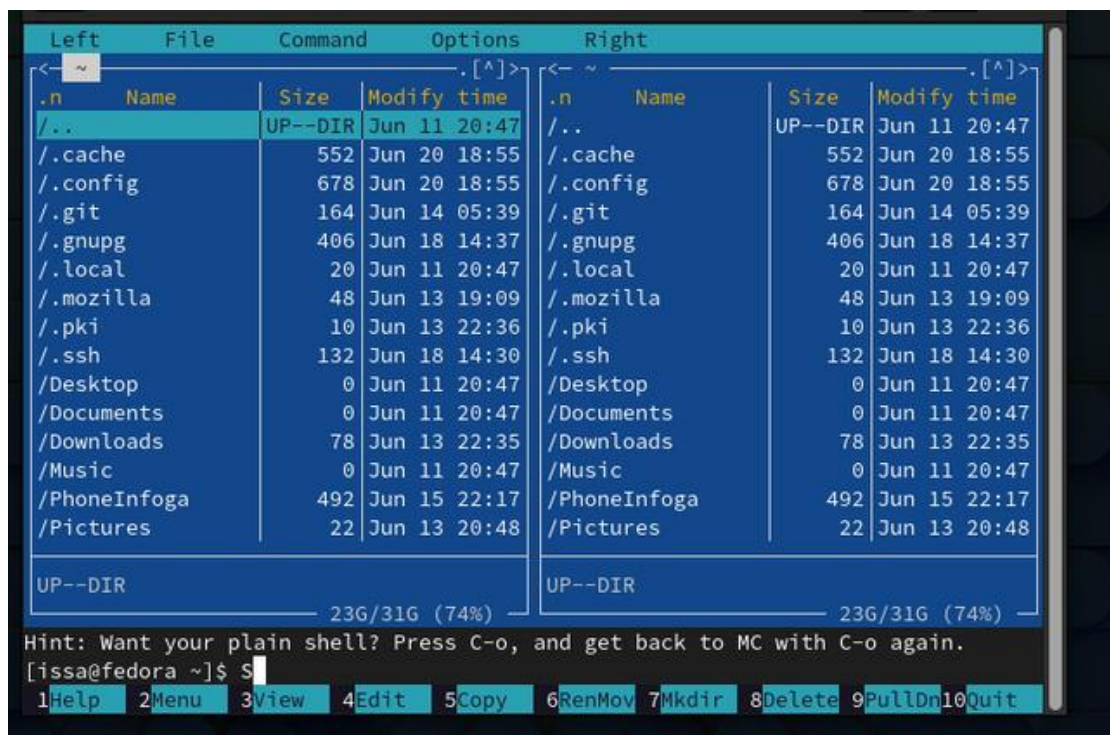 Left File Command Options Right
<- ~ .[^]> <- ~ .[^]>
.n Name Size Modify time .n Name Size Modify time
/.. UP--DIR Jun 11 20:47 /.. UP--DIR Jun 11 20:47
/.cache 552 Jun 20 18:55 /.cache 552 Jun 20 18:55
/.config 678 Jun 20 18:55 /.config 678 Jun 20 18:55
/.git 164 Jun 14 05:39 /.git 164 Jun 14 05:39
/.gnupg 406 Jun 18 14:37 /.gnupg 406 Jun 18 14:37
/.local 20 Jun 11 20:47 /.local 20 Jun 11 20:47
/.mozilla 48 Jun 13 19:09 /.mozilla 48 Jun 13 19:09
/.pki 10 Jun 13 22:36 /.pki 10 Jun 13 22:36
/.ssh 132 Jun 18 14:30 /.ssh 132 Jun 18 14:30
/Desktop 0 Jun 11 20:47 /Desktop 0 Jun 11 20:47
/Documents 0 Jun 11 20:47 /Documents 0 Jun 11 20:47
/Downloads 78 Jun 13 22:35 /Downloads 78 Jun 13 22:35
/Music 0 Jun 11 20:47 /Music 0 Jun 11 20:47
/PhoneInfoga 492 Jun 15 22:17 /PhoneInfoga 492 Jun 15 22:17
/Pictures 22 Jun 13 20:48 /Pictures 22 Jun 13 20:48
UP--DIR UP--DIR
23G/31G (74%) 23G/31G (74%)
Hint: Want your plain shell? Press C-o, and get back to MC with C-o again.
[issa@fedora ~]$ S
1Help 2Menu 3View 4Edit 5Copy 6RenMov 7Mkdir 8Delete 9PullDn 10Quit